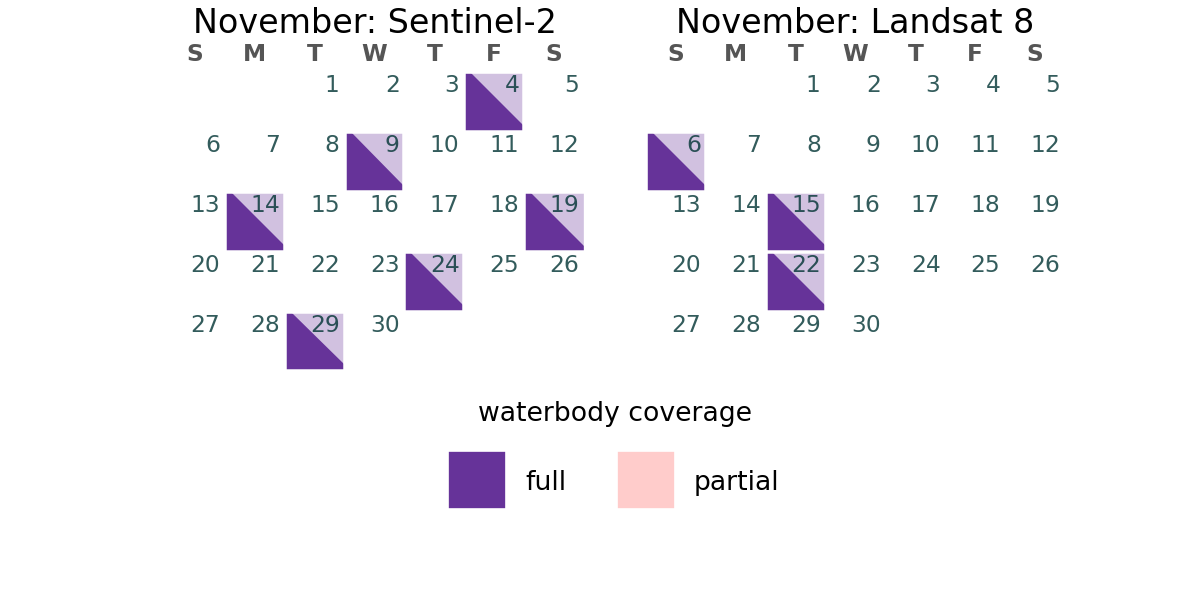 November: Sentinel-2
S M T W T F S
1 2 3 4 5
6 7 8 9 10 11 12
13 14 15 16 17 18 19
20 21 22 23 24 25 26
27 28 29 30
November: Landsat 8
S M T W T F S
1 2 3 4 5
6 7 8 9 10 11 12
13 14 15 16 17 18 19
20 21 22 23 24 25 26
27 28 29 30
waterbody coverage
full partial